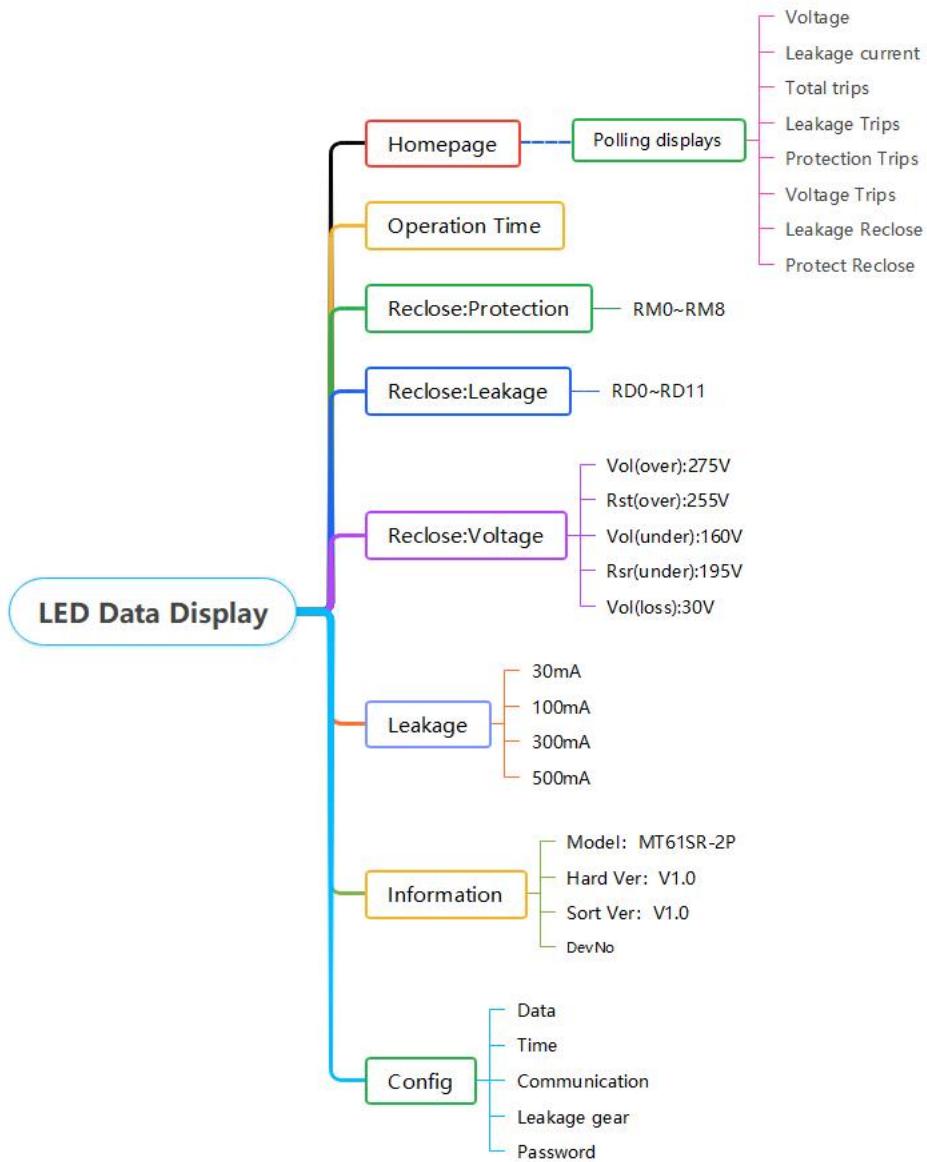 LED Data Display
Homepage
Polling displays
Voltage
Leakage current
Total trips
Leakage Trips
Protection Trips
Voltage Trips
Leakage Reclose
Protect Reclose
Operation Time
Reclose:Protection
RM0~RM8
Reclose:Leakage
RD0~RD11
Reclose:Voltage
Vol(over):275V
Rst(over):255V
Vol(under):160V
Rsr(under):195V
Vol(loss):30V
Leakage
30mA
100mA
300mA
500mA
Information
Model: MT61SR-2P
Hard Ver: V1.0
Sort Ver: V1.0
DevNo
Config
Data
Time
Communication
Leakage gear
Password